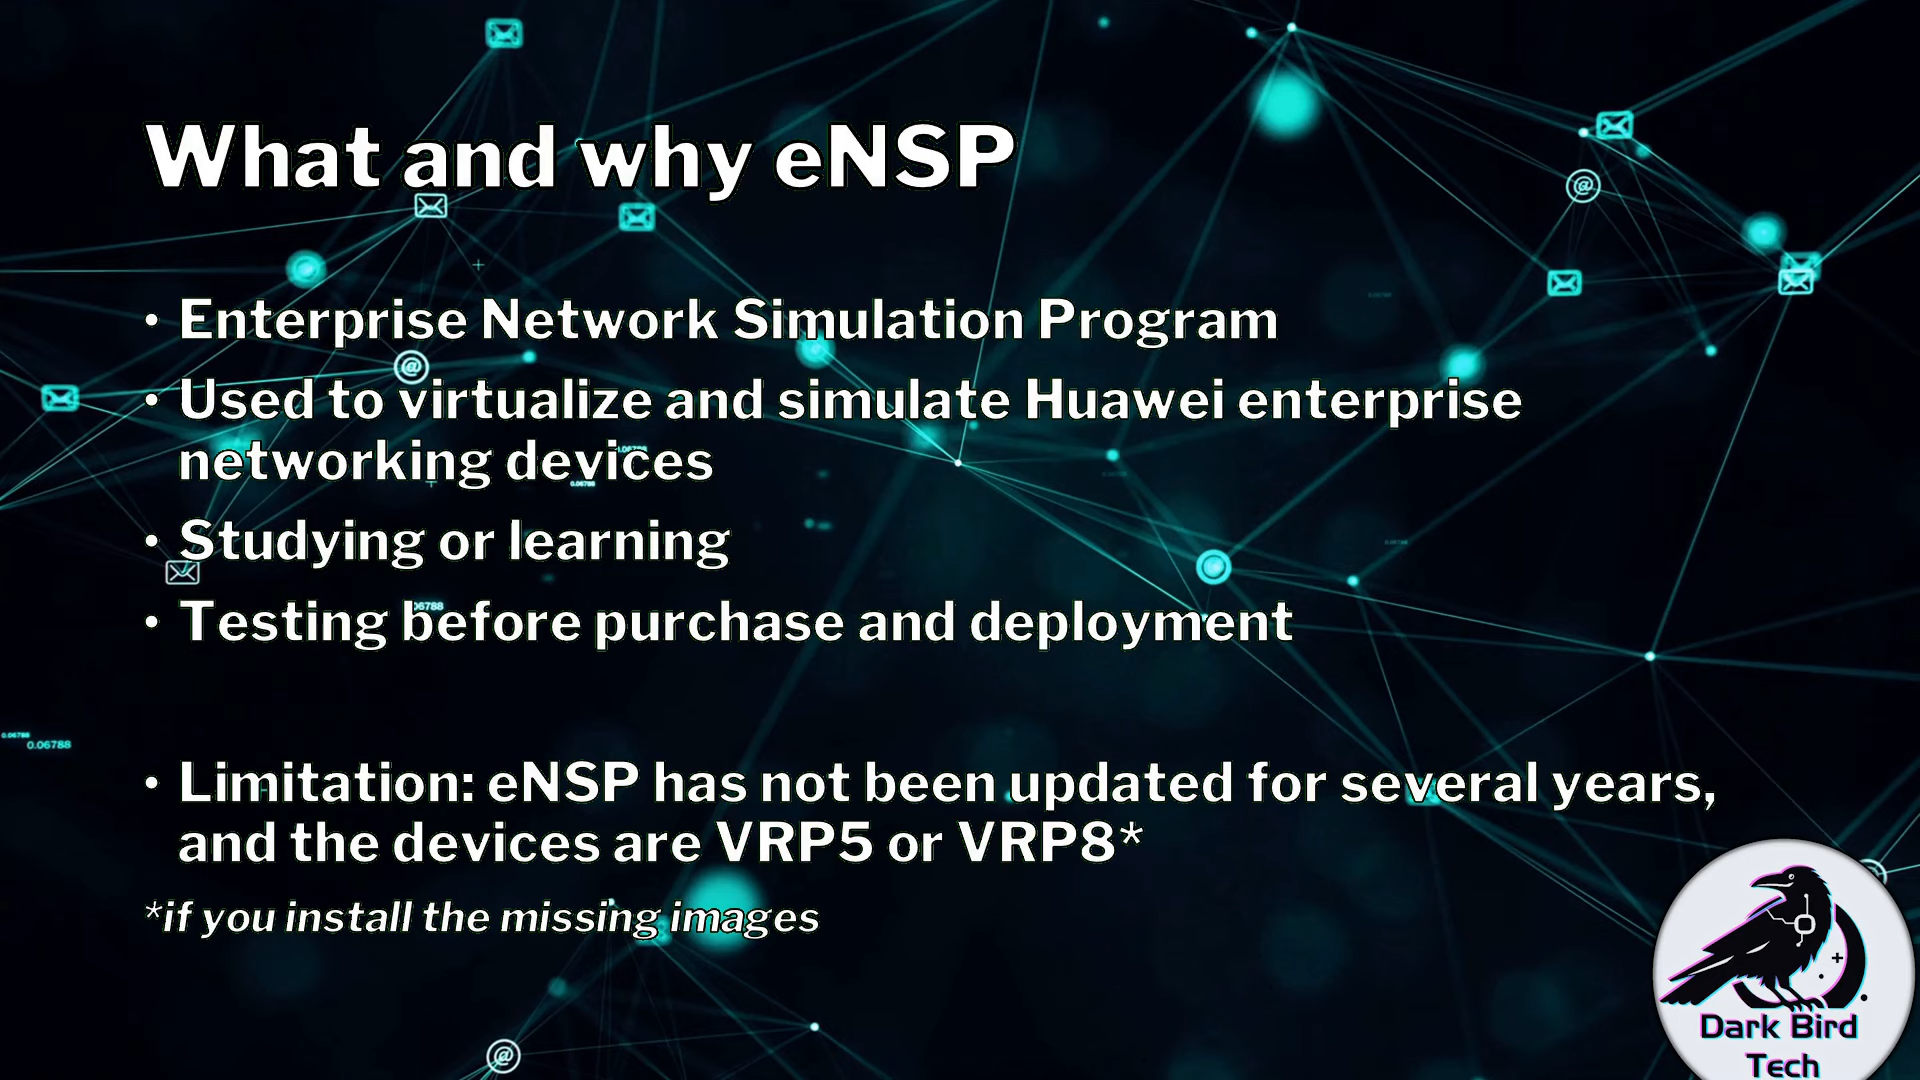 What and why eNSP
• Enterprise Network Simulation Program
• Used to virtualize and simulate Huawei enterprise
networking devices
• Studying or learning
• Testing before purchase and deployment
• Limitation: eNSP has not been updated for several years,
and the devices are VRP5 or VRP8*
*if you install the missing images
0.06788
Dark Bird
Tech